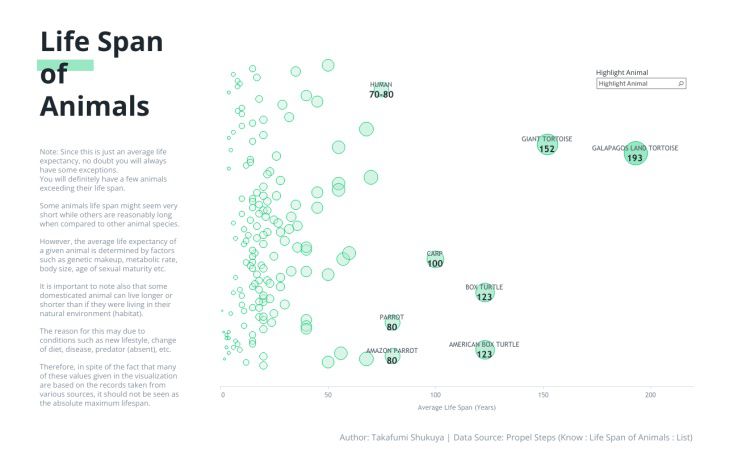 Life Span
of
Animals
Note: Since this is just an average life
expectancy, no doubt you will always
have some exceptions.
You will definitely have a few animals
exceeding their life span.
Some animals life span might seem very
short while others are reasonably long
when compared to other animal species.
However, the average life expectancy of
a given animal is determined by factors
such as genetic makeup, metabolic rate,
body size, age of sexual maturity etc.
It is important to note also that some
domesticated animal can live longer or
shorter than if they were living in their
natural environment (habitat).
The reason for this may due to
conditions such as new lifestyle, change
of diet, disease, predator (absent), etc.
Therefore, in spite of the fact that many
of these values given in the visualization
are based on the records taken from
various sources, it should not be seen as
the absolute maximum lifespan.
Highlight Animal
Highlight Animal
HUMAN
70-80
GIANT TORTOISE
152
GALAPAGOS LAND TORTOISE
193
CARP
100
BOX TURTLE
123
PARROT
80
AMERICAN BOX TURTLE
123
AMAZON PARROT
80
0 50 100 150 200
Average Life Span (Years)
Author: Takafumi Shukuya | Data Source: Propel Steps (Know : Life Span of Animals : List)